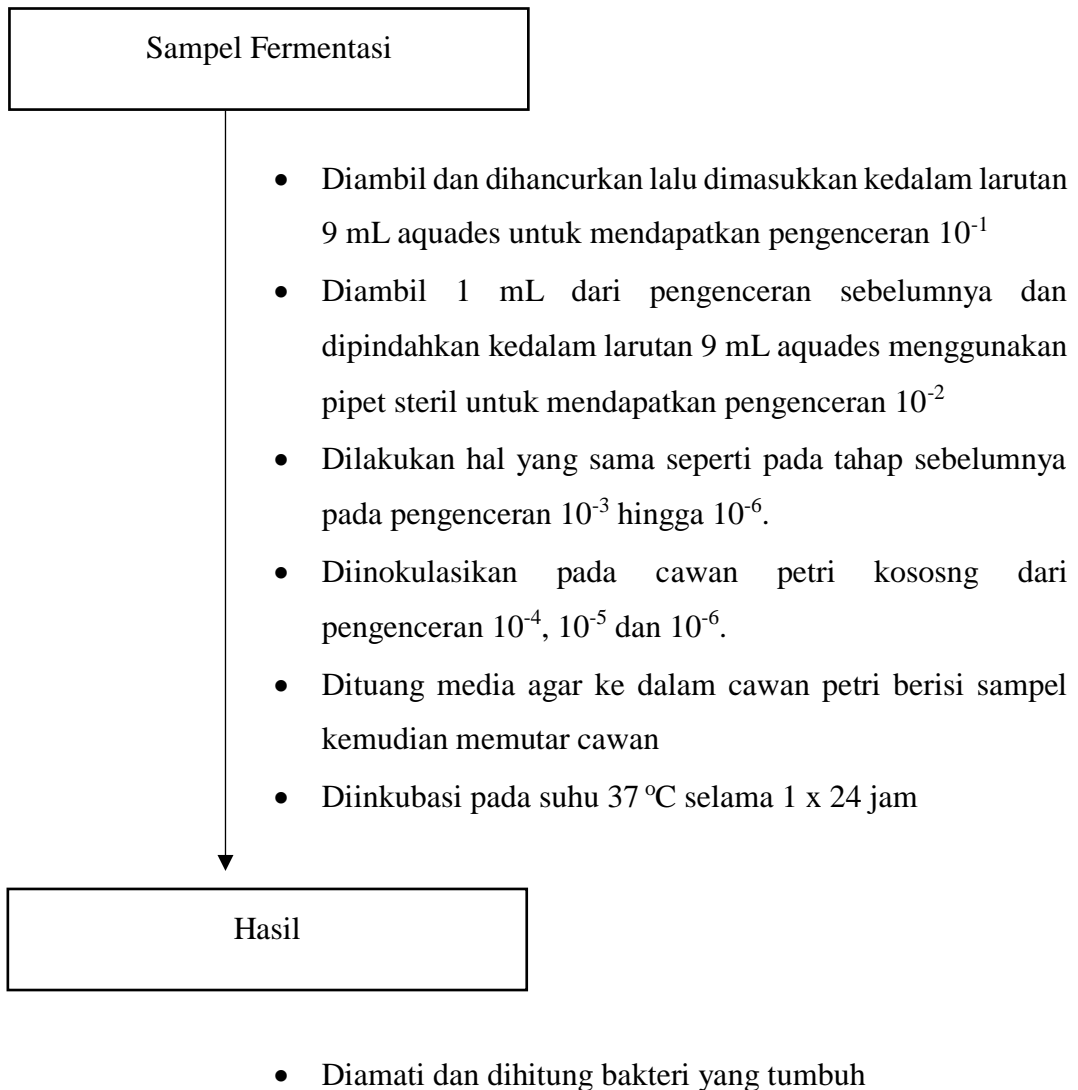 Sampel Fermentasi
• Diambil dan dihancurkan lalu dimasukkan kedalam larutan
9 mL aquades untuk mendapatkan pengenceran 10⁻¹
• Diambil 1 mL dari pengenceran sebelumnya dan
dipindahkan kedalam larutan 9 mL aquades menggunakan
pipet steril untuk mendapatkan pengenceran 10⁻²
• Dilakukan hal yang sama seperti pada tahap sebelumnya
pada pengenceran 10⁻³ hingga 10⁻⁶.
• Diinokulasikan pada cawan petri kososng dari
pengenceran 10⁻⁴, 10⁻⁵ dan 10⁻⁶.
• Dituang media agar ke dalam cawan petri berisi sampel
kemudian memutar cawan
• Diinkubasi pada suhu 37 ºC selama 1 x 24 jam
Hasil
• Diamati dan dihitung bakteri yang tumbuh